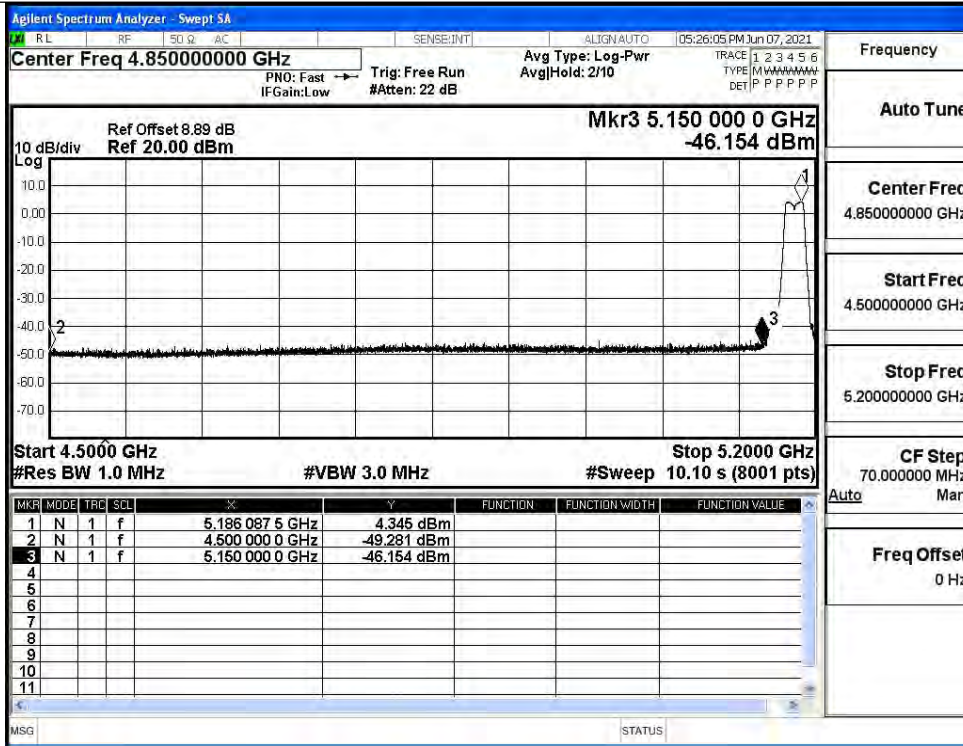 Agilent Spectrum Analyzer - Swept SA
LXI RL RF 50 Ω AC SENSE:INT ALIGNAUTO 05:26:05 PM Jun 07, 2021
Center Freq 4.850000000 GHz
PNO: Fast
IFGain:Low
Trig: Free Run
#Atten: 22 dB
Avg Type: Log-Pwr
Avg|Hold: 2/10
TRACE 1 2 3 4 5 6
TYPE MWWWWW
DET P P P P P P
Mkr3 5.150 000 0 GHz
-46.154 dBm
Ref Offset 8.89 dB
10 dB/div Ref 20.00 dBm
Log
10.0
0.00
-10.0
-20.0
-30.0
-40.0
-50.0
-60.0
-70.0
1
2
3
Start 4.5000 GHz Stop 5.2000 GHz
#Res BW 1.0 MHz #VBW 3.0 MHz #Sweep 10.10 s (8001 pts)
MKR MODE TRC SCL X Y FUNCTION FUNCTION WIDTH FUNCTION VALUE
1 N 1 f 5.186 087 5 GHz 4.345 dBm
2 N 1 f 4.500 000 0 GHz -49.281 dBm
3 N 1 f 5.150 000 0 GHz -46.154 dBm
4
5
6
7
8
9
10
11
MSG STATUS
Frequency
Auto Tune
Center Freq
4.850000000 GHz
Start Freq
4.500000000 GHz
Stop Freq
5.200000000 GHz
CF Step
70.000000 MHz
Auto Man
Freq Offset
0 Hz